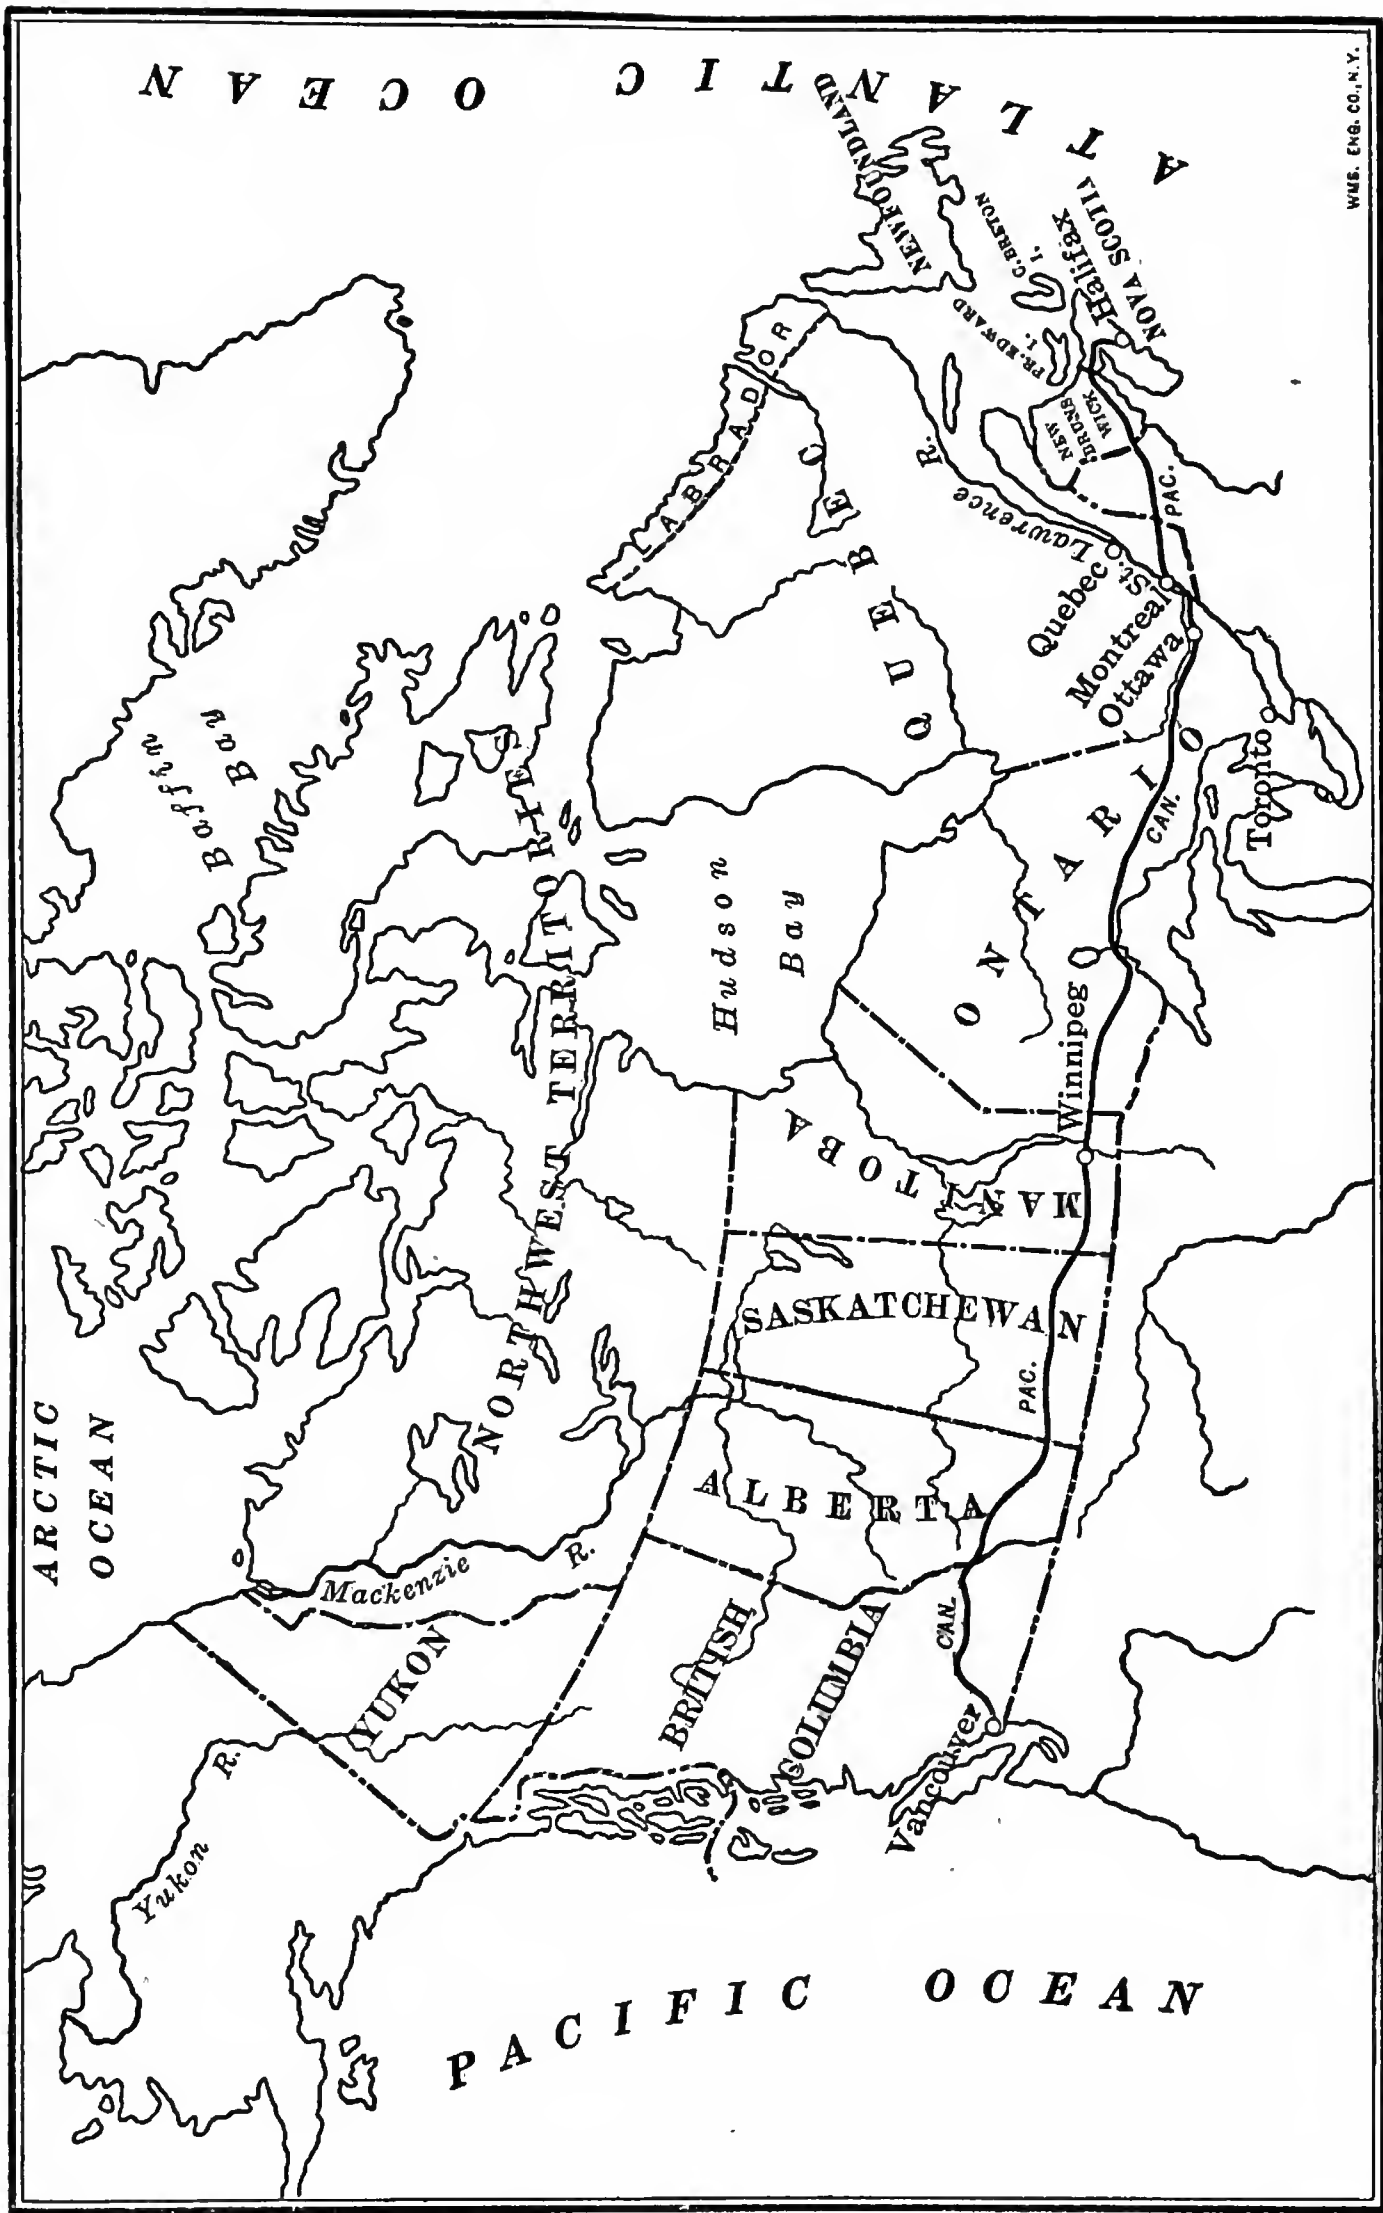 ARCTIC
OCEAN
ATLANTIC OCEAN
PACIFIC OCEAN
Baffin
Bay
Hudson
Bay
Yukon R.
YUKON
Mackenzie R.
NORTHWEST TERRITORIES
BRITISH
COLUMBIA
ALBERTA
SASKATCHEWAN
MANITOBA
ONTARIO
QUEBEC
LABRADOR
NEWFOUNDLAND
C. BRETON
I.
PR. EDWARD
I.
NEW
BRUNS
WICK
NOVA SCOTIA
Halifax
St. Lawrence R.
Quebec
Montreal
Ottawa
Toronto
Winnipeg
Vancouver
CAN.
PAC.
CAN.
PAC.
WMS. ENG. CO., N.Y.